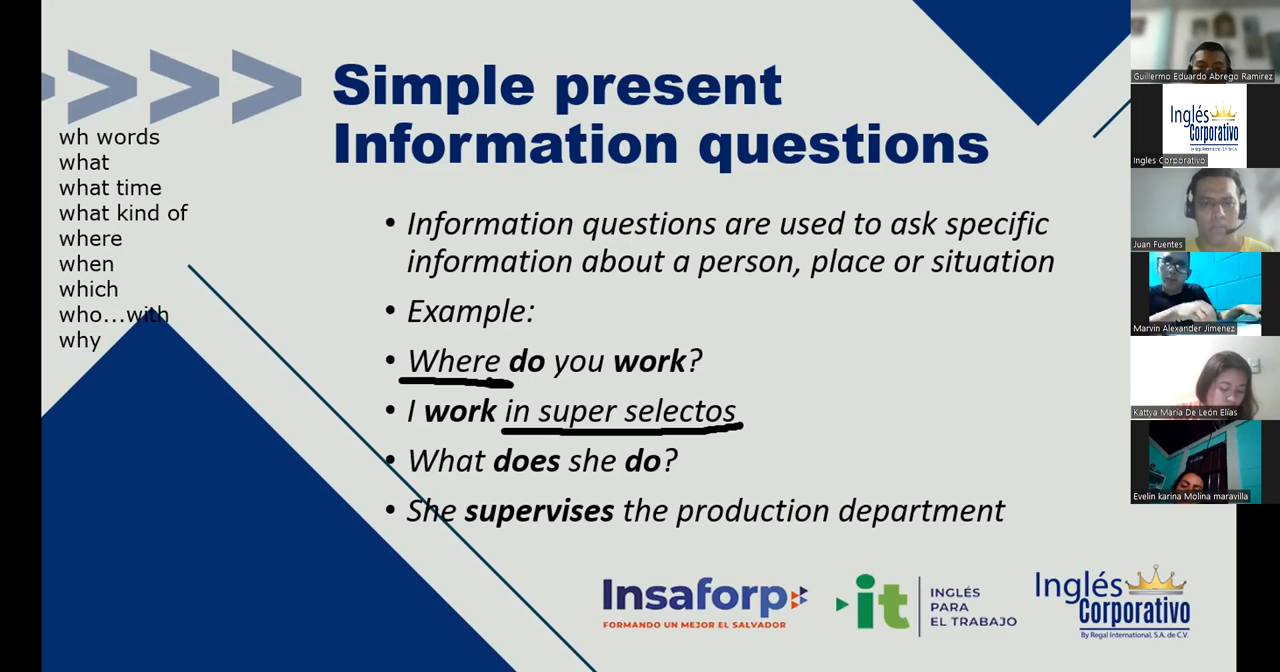 Simple present
Information questions
wh words
what
what time
what kind of
where
when
which
who...with
why
• Information questions are used to ask specific
information about a person, place or situation
• Example:
• Where do you work?
• I work in super selectos
• What does she do?
• She supervises the production department
Insaforp
FORMANDO UN MEJOR EL SALVADOR
it
INGLÉS
PARA
EL TRABAJO
Inglés
Corporativo
By Regal International, S.A. de C.V.
Guillermo Eduardo Abrego Ramirez
Inglés
Corporativo
Ingles Corporativo
Juan Fuentes
Marvin Alexander Jimenez
Kattya María De León Elías
Evelin karina Molina maravilla